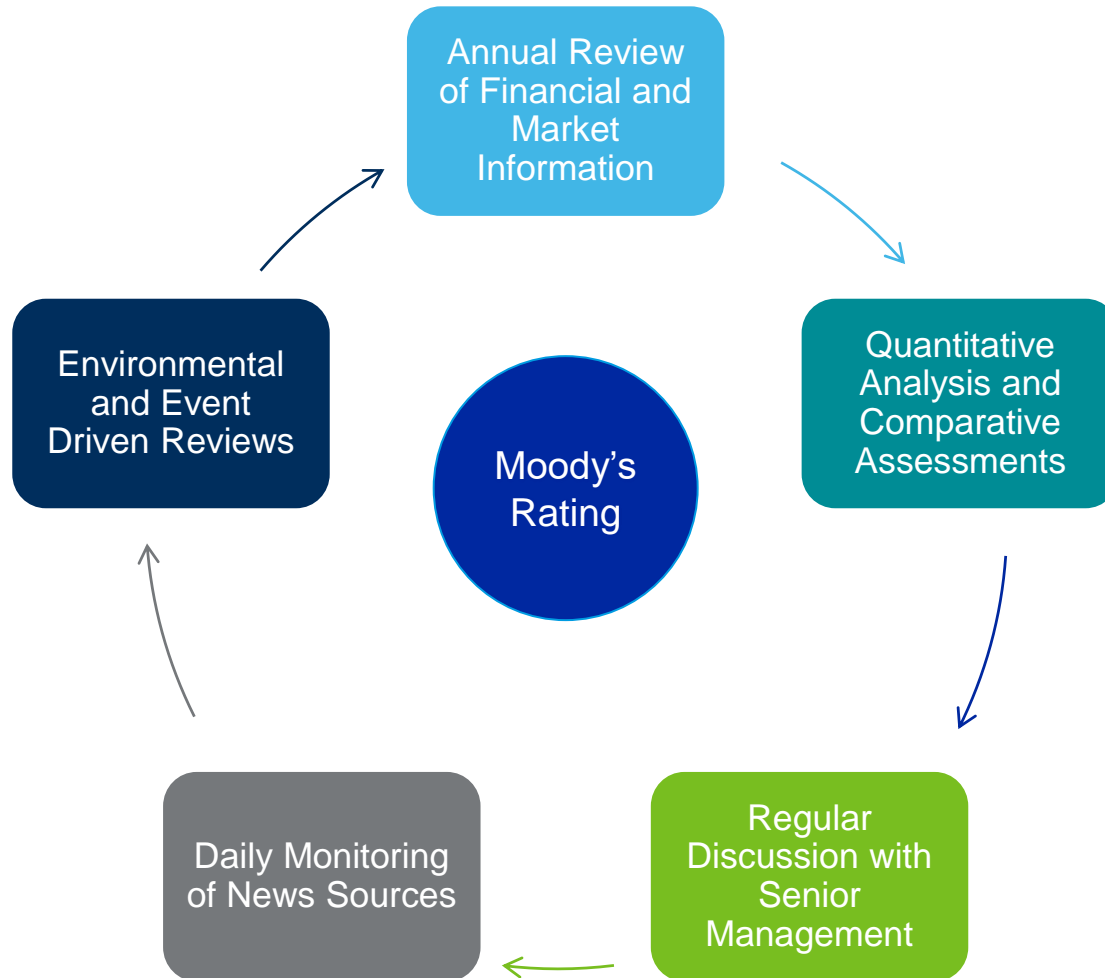 Annual Review
of Financial and
Market
Information
Quantitative
Analysis and
Comparative
Assessments
Regular
Discussion with
Senior
Management
Daily Monitoring
of News Sources
Environmental
and Event
Driven Reviews
Moody’s
Rating